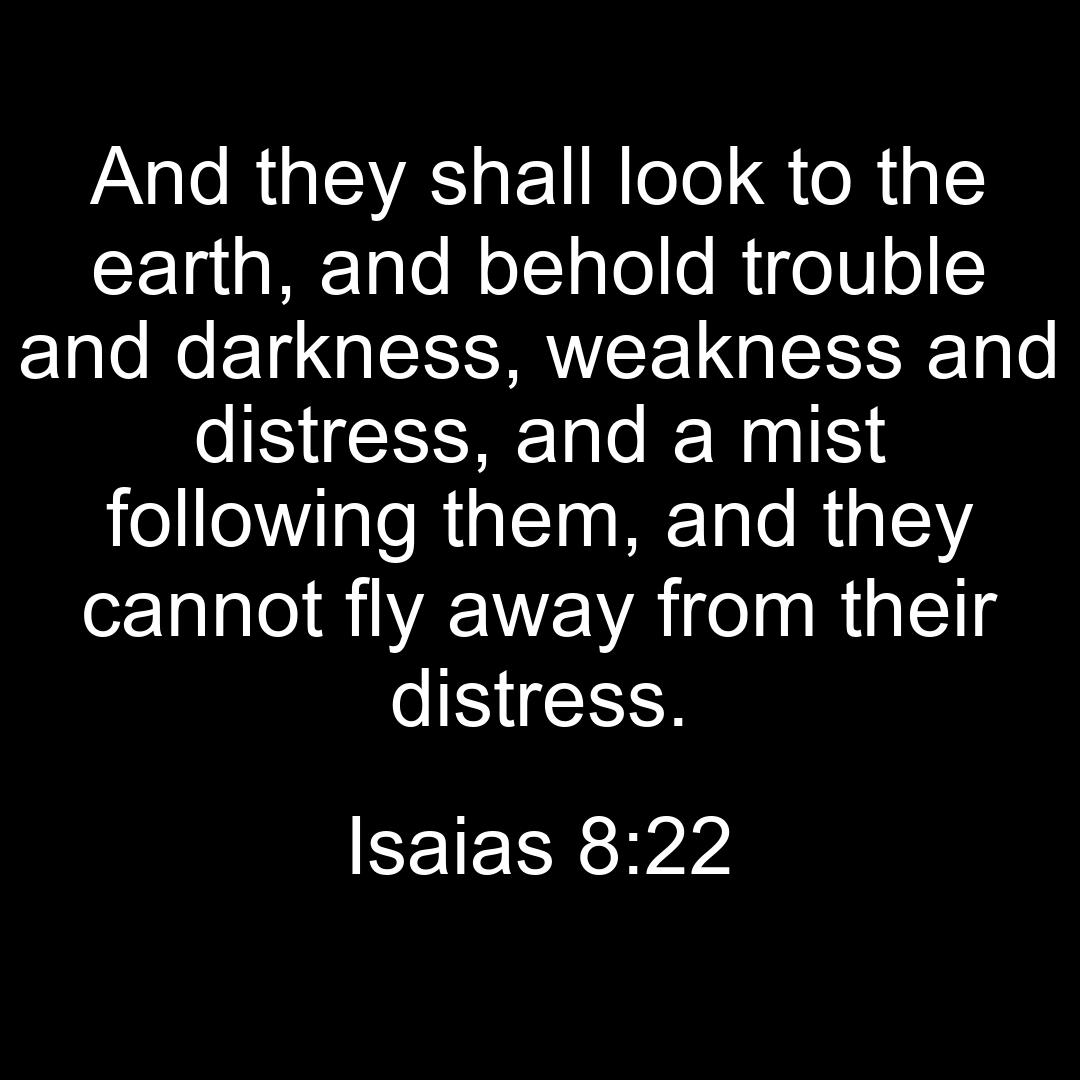 And they shall look to the
earth, and behold trouble
and darkness, weakness and
distress, and a mist
following them, and they
cannot fly away from their
distress.
Isaias 8:22